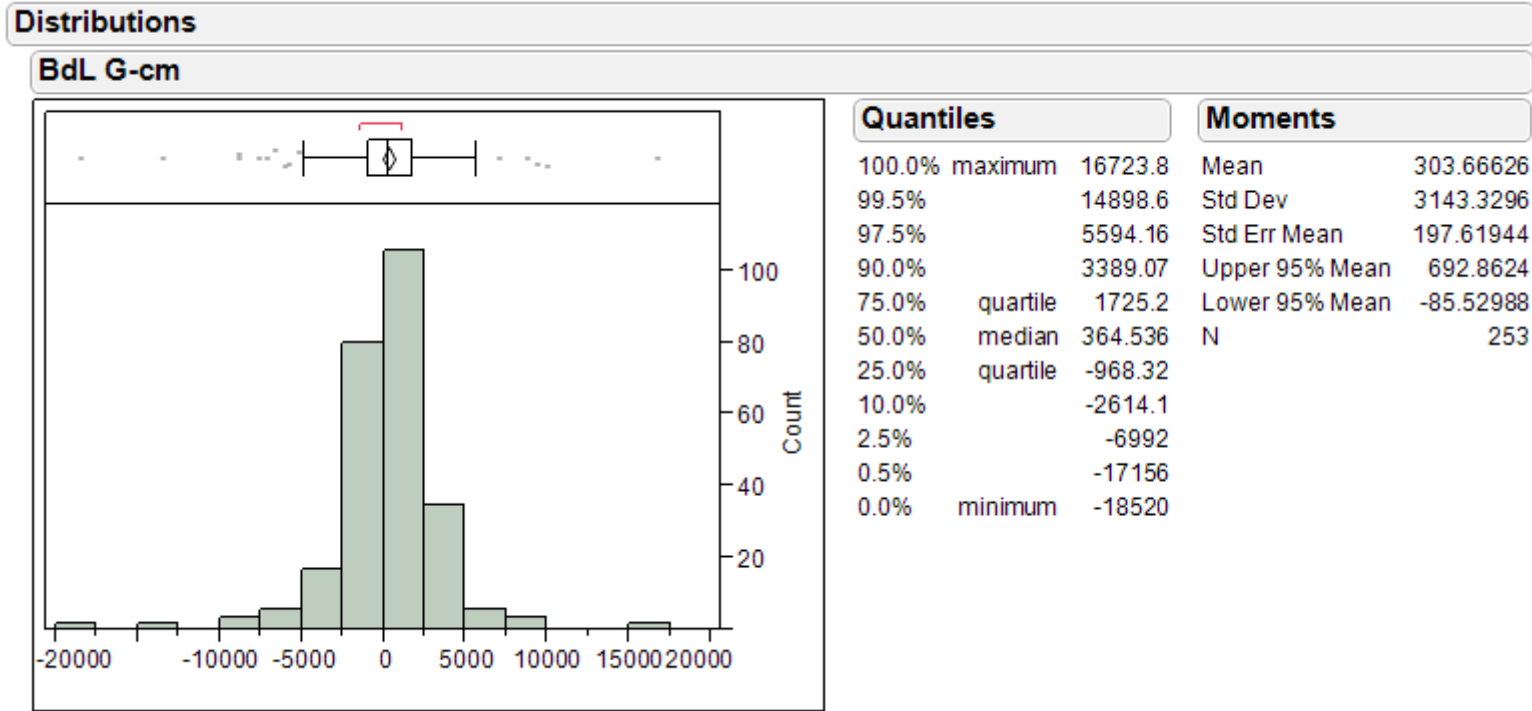 Distributions
BdL G-cm
100
80
60
40
20
Count
-20000 -10000 -5000 0 5000 10000 15000 20000
Quantiles
100.0% maximum 16723.8
99.5% 14898.6
97.5% 5594.16
90.0% 3389.07
75.0% quartile 1725.2
50.0% median 364.536
25.0% quartile -968.32
10.0% -2614.1
2.5% -6992
0.5% -17156
0.0% minimum -18520
Moments
Mean 303.66626
Std Dev 3143.3296
Std Err Mean 197.61944
Upper 95% Mean 692.8624
Lower 95% Mean -85.52988
N 253